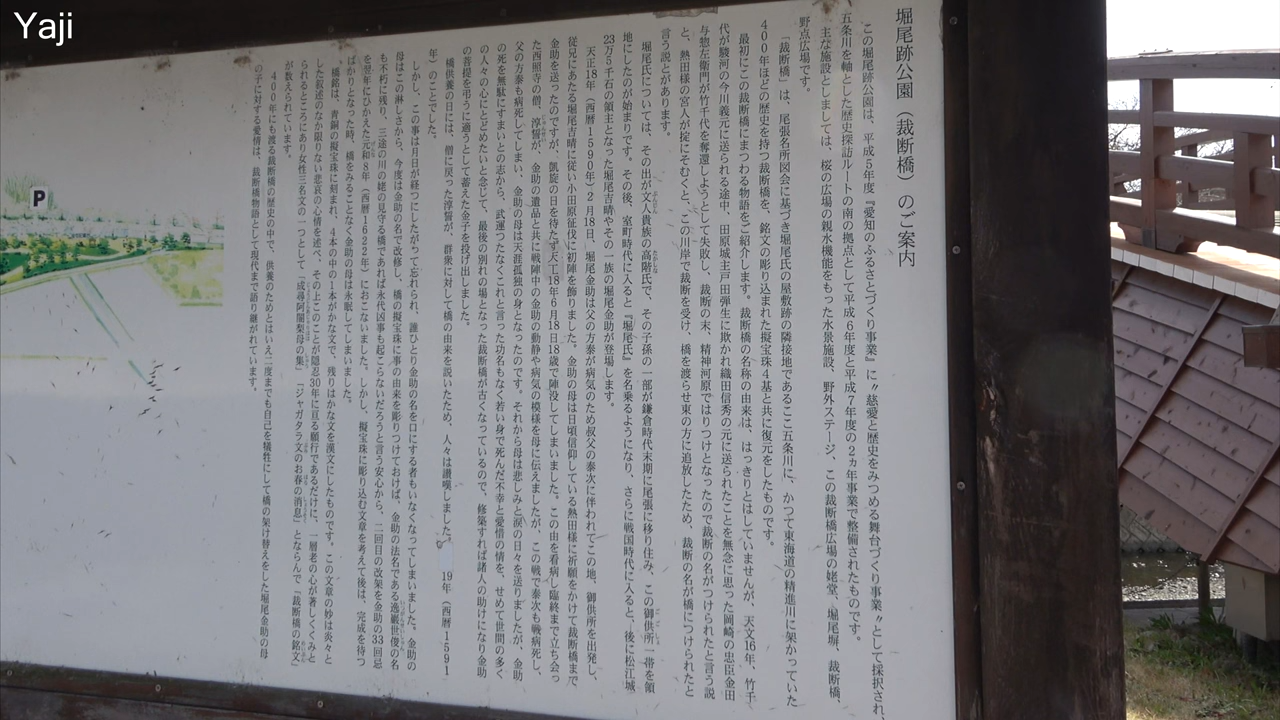 Yaji
堀尾跡公園（裁断橋）のご案内
この堀尾跡公園は、平成５年度『愛知のふるさとづくり事業』に〝慈愛と歴史をみつめる舞台づくり事業〟として採択され、
五条川を軸とした歴史探訪ルートの南の拠点として平成６年度と平成７年度の２ヵ年事業で整備されたものです。
主な施設としましては、桜の広場の親水機能をもった水景施設、野外ステージ、この裁断橋広場の姥堂、堀尾塀、裁断橋、
野点広場です。
「裁断橋」は、尾張名所図会に基づき堀尾氏の屋敷跡の隣接地であるここ五条川に、かつて東海道の精進川に架かっていた
４００年ほどの歴史を持つ裁断橋を、銘文の彫り込まれた擬宝珠４基と共に復元をしたものです。
最初にこの裁断橋にまつわる物語をご紹介します。裁断橋の名称の由来は、はっきりとはしていませんが、天文16年、竹千
代が駿河の今川義元に送られる途中、田原城主戸田弾生に欺かれ織田信秀の元に送られたことを無念に思った岡崎の忠臣金田
与惣左衛門が竹千代を奪還しようとして失敗し、裁断の末、精神河原ではりつけとなったので裁断の名がつけられたと言う説
と、熱田様の宮人が掟にそむくと、この川岸で裁断を受け、橋を渡らせ東の方に追放したため、裁断の名が橋につけられたと
言う説とがあります。
堀尾氏については、その出が文人貴族の高階氏で、その子孫の一部が鎌倉時代末期に尾張に移り住み、この御供所一帯を領
地にしたのが始まりです。その後、室町時代に入ると『堀尾氏』を名乗るようになり、さらに戦国時代に入ると、後に松江城
23万５千石の領主となった堀尾吉晴やその一族の堀尾金助が登場します。
天正18年（西暦１５９０年）２月18日、堀尾金助は父の方泰が病気のため叔父の泰次に伴われてこの地、御供所を出発し、
従兄にあたる堀尾吉晴に従い小田原征伐に初陣を飾りました。金助の母は日頃信仰している熱田様に祈願をかけて裁断橋まで
金助を送ったのですが、凱旋の日を待たず天正18年６月18日18歳で陣没してしまいました。この由を看病し臨終まで立ち会っ
た西照寺の僧、淳誓が、金助の遺品と共に戦陣中の金助の動静や病気の模様を母に伝えましたが、この戦で泰次も戦病死し、
父の方泰も病死してしまい、金助の母は天涯孤独の身となったのです。それから母は悲しみと涙の日々を送りましたが、金助
の死を無駄にすまいとの志から、武運つたなくこれと言った功名もなく若い身で死んだ不幸と愛惜の情を、せめて世間の多く
の人々の心にとどめたいと念じて、最後の別れの場となった裁断橋が古くなっているので、修築すれば諸人の助けになり金助
の菩提を弔うに適うとして蓄えた金子を投げ出しました。
橋供養の日には、僧に戻った淳誓が、群衆に対して橋の由来を説いたため、人々は讃嘆しました。 19年（西暦１５９１
年）のことでした。
しかし、この事は月日が経つにしたがって忘れられ、誰ひとり金助の名を口にする者もいなくなってしまいました。金助の
母はこの淋しさから、今度は金助の名で改修し、橋の擬宝珠に事の由来を彫りつけておけば、金助の法名である逸巌世俊の名
も不朽に残り、三途の川の姥の見守る橋であれば永代凶事も起こらないだろうと言う安心から、二回目の改架を金助の33回忌
を翌年にひかえた元和８年（西暦１６２２年）におこないました。しかし、擬宝珠に彫り込む文章を考えて後は、完成を待つ
ばかりとなった時、橋をみることなく金助の母は永眠してしまいました。
橋銘は、青銅の擬宝珠に刻まれ、４本の中の１本がかな文で、残りはかな文を漢文にしたものです。この文章の妙は炎々と
した叙述のなか限りない悲哀の心情を述べ、その上このことが隠忍30年に亘る願行であるだけに、一層老の心が著しくくみと
られるところにあり女性三名文の一つとして「成尋阿闍梨母の集」「ジャガタラ文のお春の消息」とならんで『裁断橋の銘文』
が数えられています。
４００年にも渡る裁断橋の歴史の中で、供養のためとはいえ二度までも自己を犠牲にして橋の架け替えをした堀尾金助の母
の子に対する愛情は、裁断橋物語として現代まで語り継がれています。
P